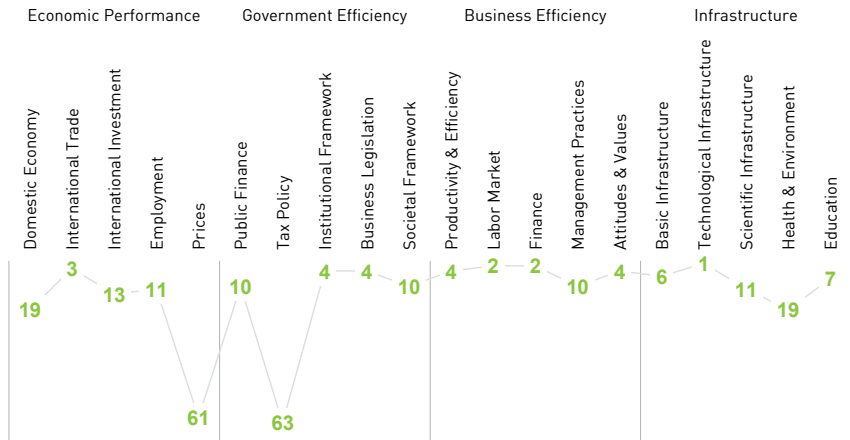 Economic Performance
Government Efficiency
Business Efficiency
Infrastructure
Domestic Economy
International Trade
International Investment
Employment
Prices
Public Finance
Tax Policy
Institutional Framework
Business Legislation
Societal Framework
Productivity & Efficiency
Labor Market
Finance
Management Practices
Attitudes & Values
Basic Infrastructure
Technological Infrastructure
Scientific Infrastructure
Health & Environment
Education
19
3
13
11
61
10
63
4
4
10
4
2
2
10
4
6
1
11
19
7